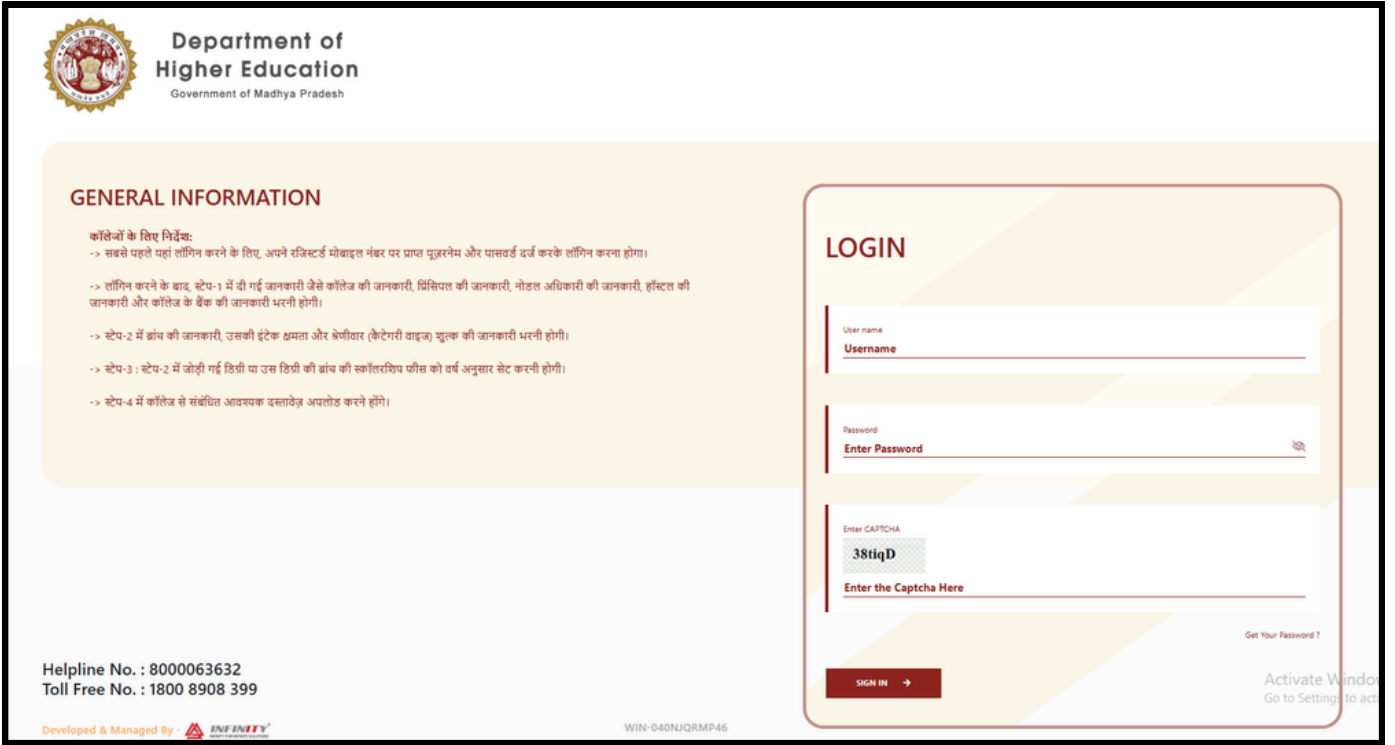 Department of
Higher Education
Government of Madhya Pradesh
GENERAL INFORMATION
कॉलेजों के लिए निर्देश:
-> सबसे पहले यहां लॉगिन करने के लिए, अपने रजिस्टर्ड मोबाइल नंबर पर प्राप्त यूज़रनेम और पासवर्ड दर्ज करके लॉगिन करना होगा।
-> लॉगिन करने के बाद, स्टेप-1 में दी गई जानकारी जैसे कॉलेज की जानकारी, प्रिंसिपल की जानकारी, नोडल अधिकारी की जानकारी, हॉस्टल की
जानकारी और कॉलेज के बैंक की जानकारी भरनी होगी।
-> स्टेप-2 में ब्रांच की जानकारी, उसकी इंटेक क्षमता और श्रेणीवार (कैटेगरी वाइज) शुल्क की जानकारी भरनी होगी।
-> स्टेप-3 : स्टेप-2 में जोड़ी गई डिग्री या उस डिग्री की ब्रांच की स्कॉलरशिप फीस को वर्ष अनुसार सेट करनी होगी।
-> स्टेप-4 में कॉलेज से संबंधित आवश्यक दस्तावेज़ अपलोड करने होंगे।
LOGIN
User name
Username
Password
Enter Password
Enter CAPTCHA
38tiqD
Enter the Captcha Here
Get Your Password ?
SIGN IN →
Helpline No. : 8000063632
Toll Free No. : 1800 8908 399
Developed & Managed By - INFINITY
WIN-040NJQRMP46
Activate Windo
Go to Settings to acti